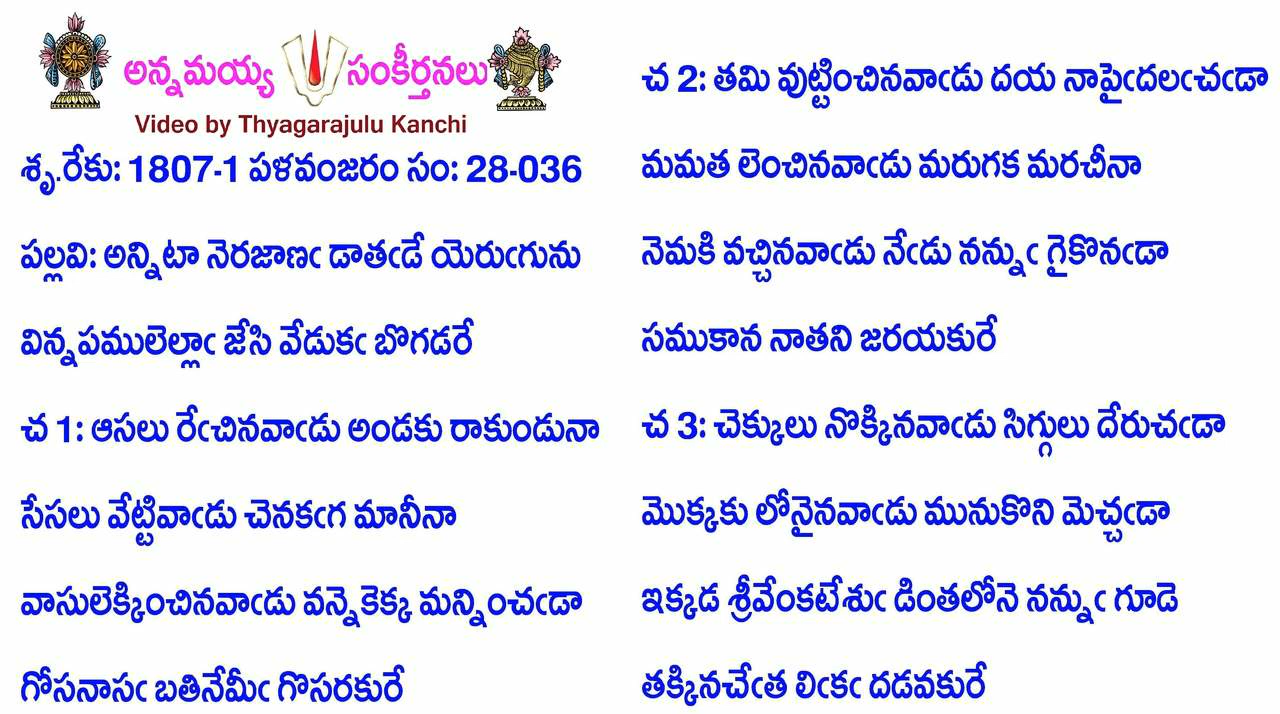 అన్నమయ్య సంకీర్తనలు
Video by Thyagarajulu Kanchi
శృ.రేకు: 1807-1 పళవంజరం సం: 28-036
పల్లవి: అన్నిటా నెరజాణఁ డాతఁడే యెరుఁగును
విన్నపములెల్లాఁ జేసి వేడుకఁ బొగడరే
చ 1: ఆసలు రేఁచినవాఁడు అండకు రాకుండునా
సేసలు వేట్టివాఁడు చెనకఁగ మానీనా
వాసులెక్కించినవాఁడు వన్నెకెక్క మన్నించఁడా
గోసనాసఁ బతినేమీఁ గొసరకురే
చ 2: తమి వుట్టించినవాఁడు దయ నాపైఁదలఁచఁడా
మమత లెంచినవాఁడు మరుగక మరచీనా
నెమకి వచ్చినవాఁడు నేఁడు నన్నుఁ గైకొనఁడా
సముకాన నాతని జరయకురే
చ 3: చెక్కులు నొక్కినవాఁడు సిగ్గులు దేరుచఁడా
మొక్కకు లోనైనవాఁడు మునుకొని మెచ్చఁడా
ఇక్కడ శ్రీవేంకటేశుఁ డింతలోనె నన్నుఁ గూడె
తక్కినచేఁత లిఁకఁ దడవకురే